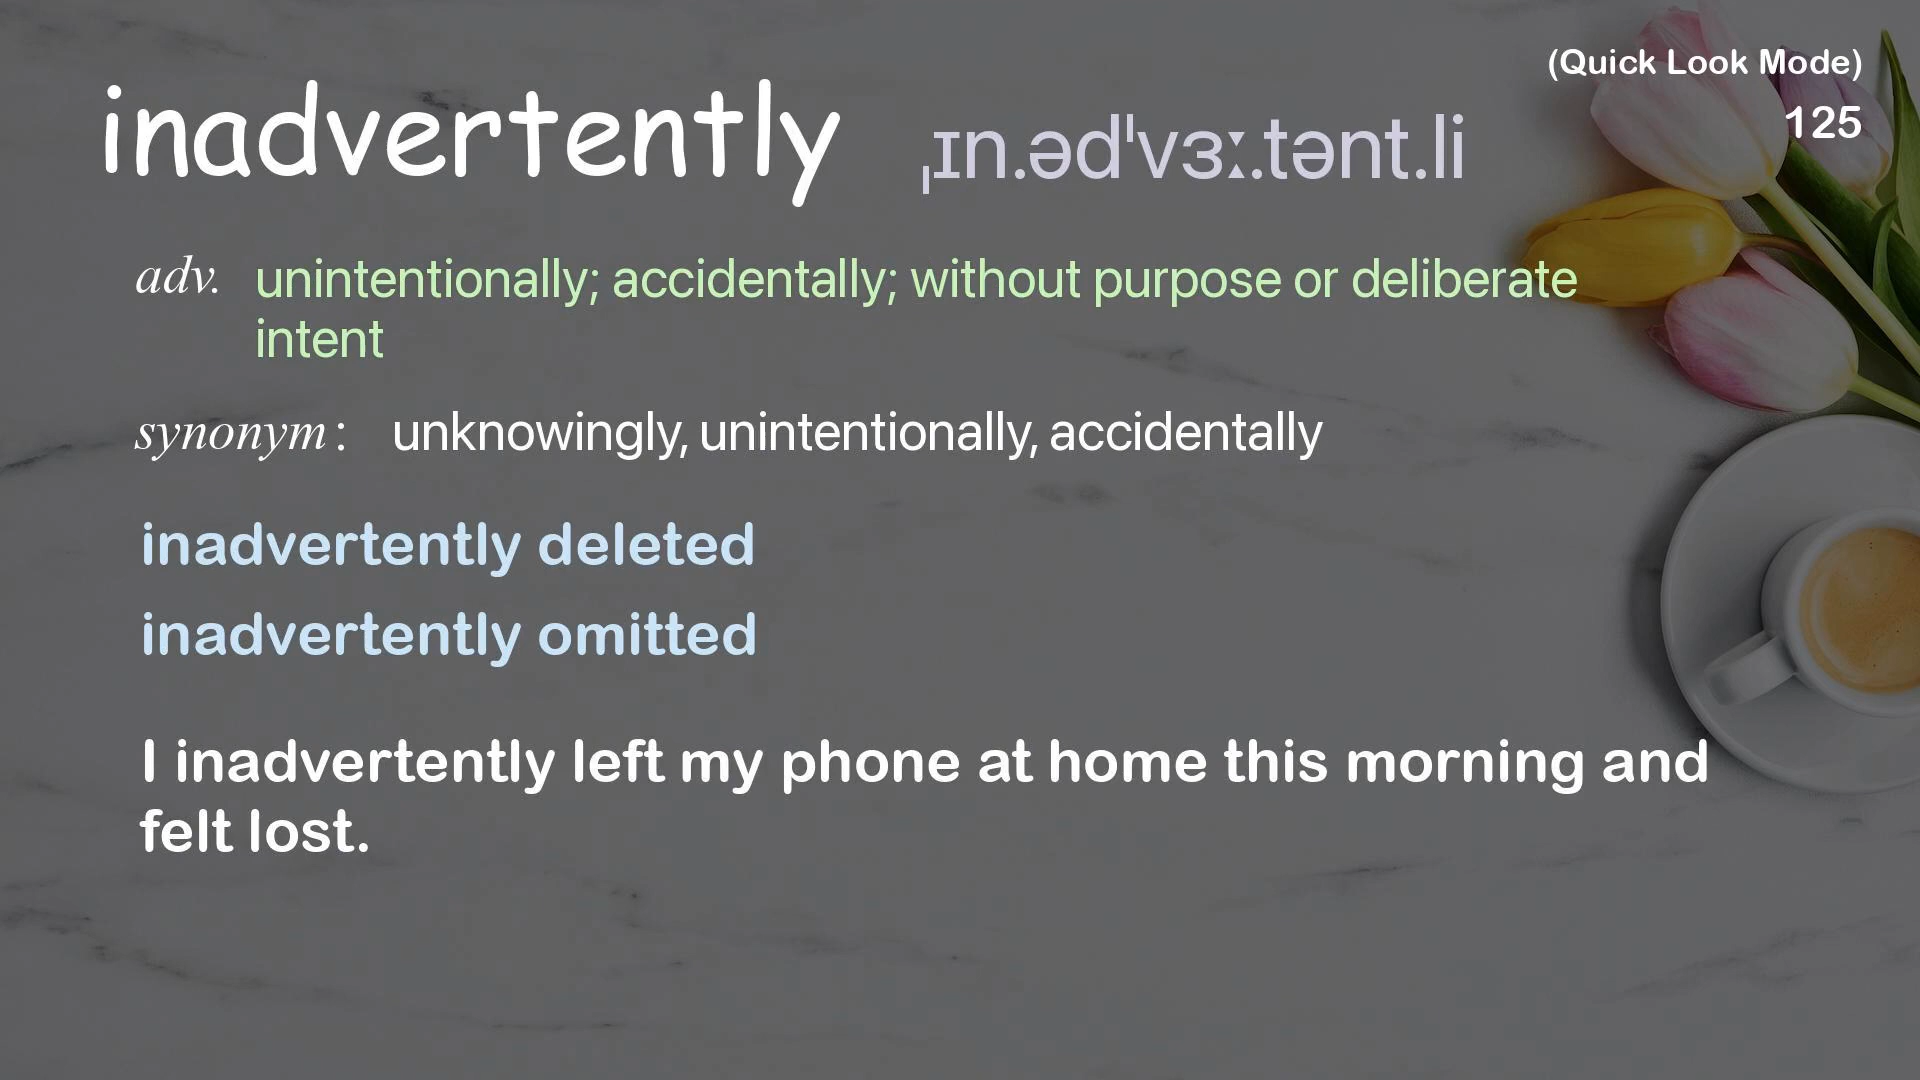 (Quick Look Mode)
125
inadvertently ˌɪn.ədˈvɜː.tənt.li
adv. unintentionally; accidentally; without purpose or deliberate
intent
synonym: unknowingly, unintentionally, accidentally
inadvertently deleted
inadvertently omitted
I inadvertently left my phone at home this morning and
felt lost.